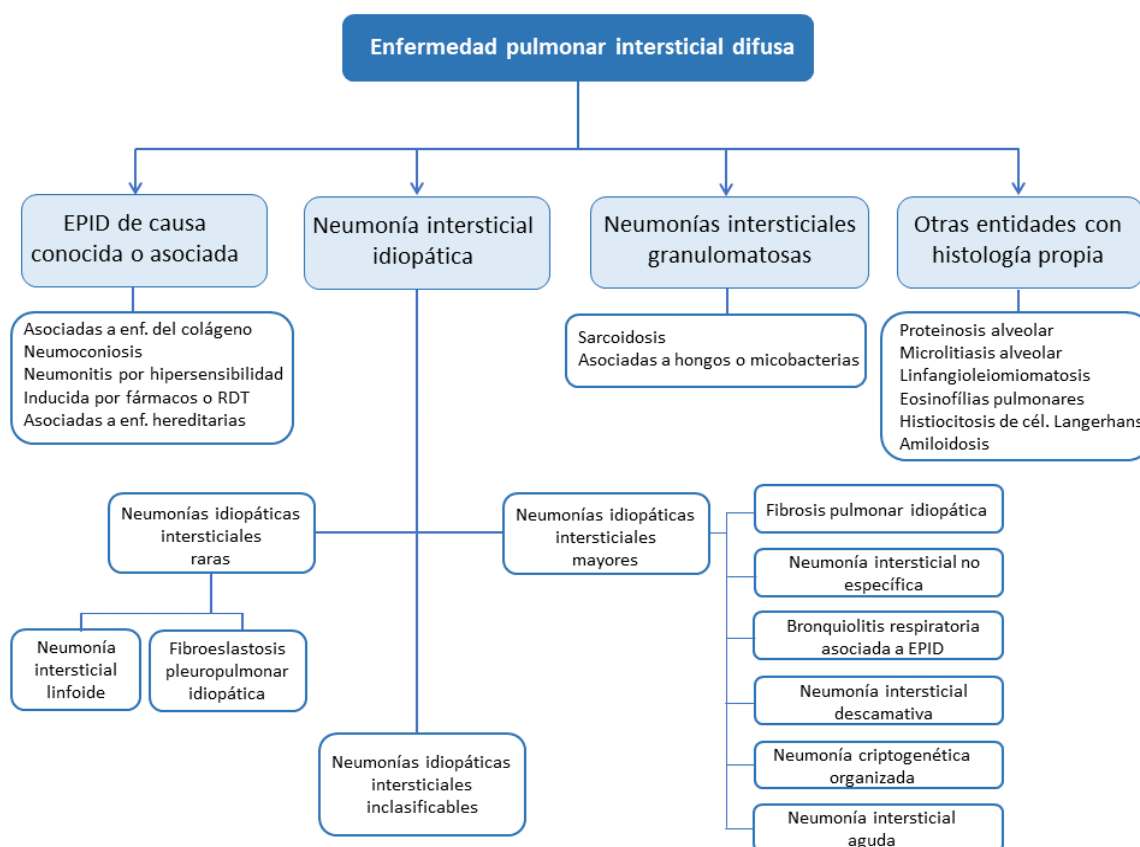 Enfermedad pulmonar intersticial difusa
EPID de causa
conocida o asociada
Neumonía intersticial
idiopática
Neumonías intersticiales
granulomatosas
Otras entidades con
histología propia
Asociadas a enf. del colágeno
Neumoconiosis
Neumonitis por hipersensibilidad
Inducida por fármacos o RDT
Asociadas a enf. hereditarias
Sarcoidosis
Asociadas a hongos o micobacterias
Proteinosis alveolar
Microlitiasis alveolar
Linfangioleiomiomatosis
Eosinofílias pulmonares
Histiocitosis de cél. Langerhans
Amiloidosis
Neumonías idiopáticas
intersticiales
raras
Neumonía
intersticial
linfoide
Fibroeslastosis
pleuropulmonar
idiopática
Neumonías idiopáticas
intersticiales
inclasificables
Neumonías idiopáticas
intersticiales
mayores
Fibrosis pulmonar idiopática
Neumonía intersticial no
específica
Bronquiolitis respiratoria
asociada a EPID
Neumonía intersticial
descamativa
Neumonía criptogenética
organizada
Neumonía intersticial
aguda